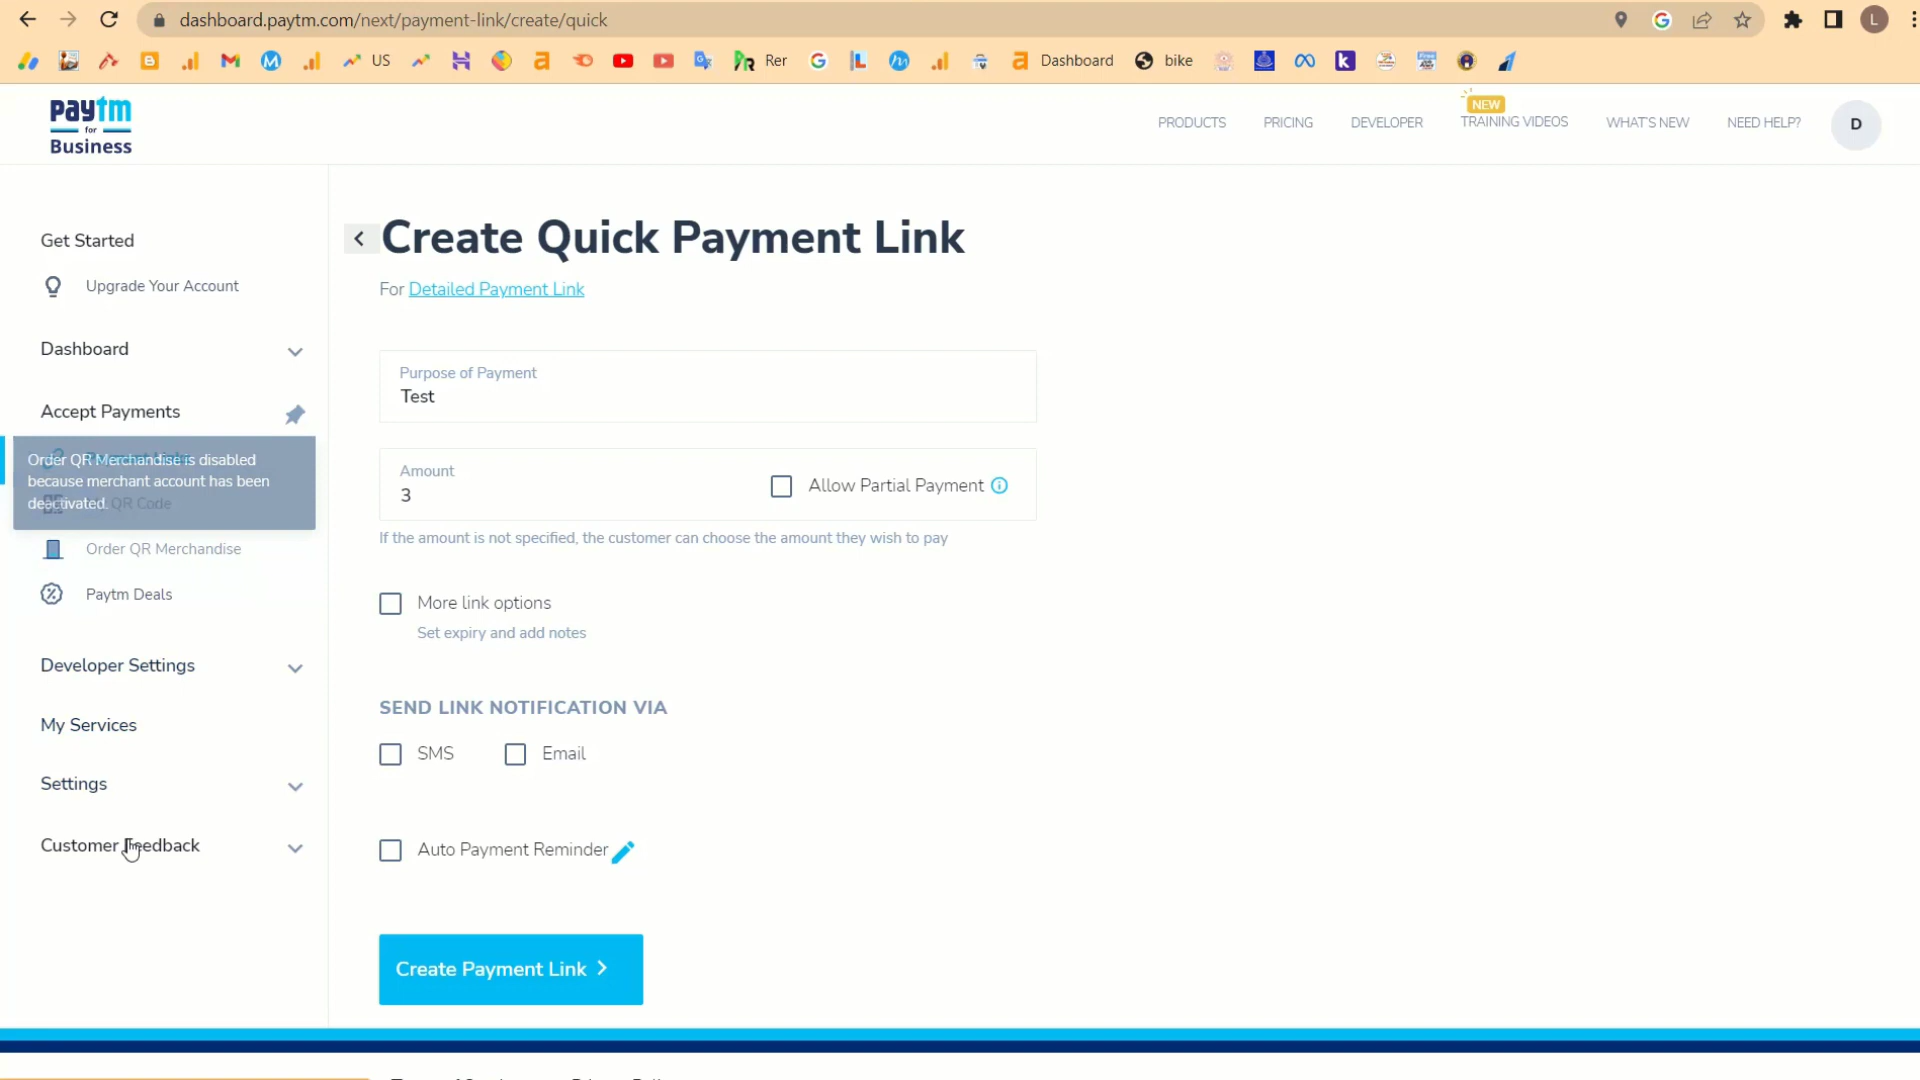 dashboard.paytm.com/next/payment-link/create/quick
US
Rer
Dashboard
bike
paytm
for
Business
PRODUCTS
PRICING
DEVELOPER
NEW
TRAINING VIDEOS
WHAT'S NEW
NEED HELP?
D
L
Get Started
Upgrade Your Account
Dashboard
Accept Payments
Order QR Merchandise is disabled
because merchant account has been
deactivated.
QR Code
Order QR Merchandise
Paytm Deals
Developer Settings
My Services
Settings
Customer Feedback
Create Quick Payment Link
For Detailed Payment Link
Purpose of Payment
Test
Amount
3
Allow Partial Payment
If the amount is not specified, the customer can choose the amount they wish to pay
More link options
Set expiry and add notes
SEND LINK NOTIFICATION VIA
SMS
Email
Auto Payment Reminder
Create Payment Link